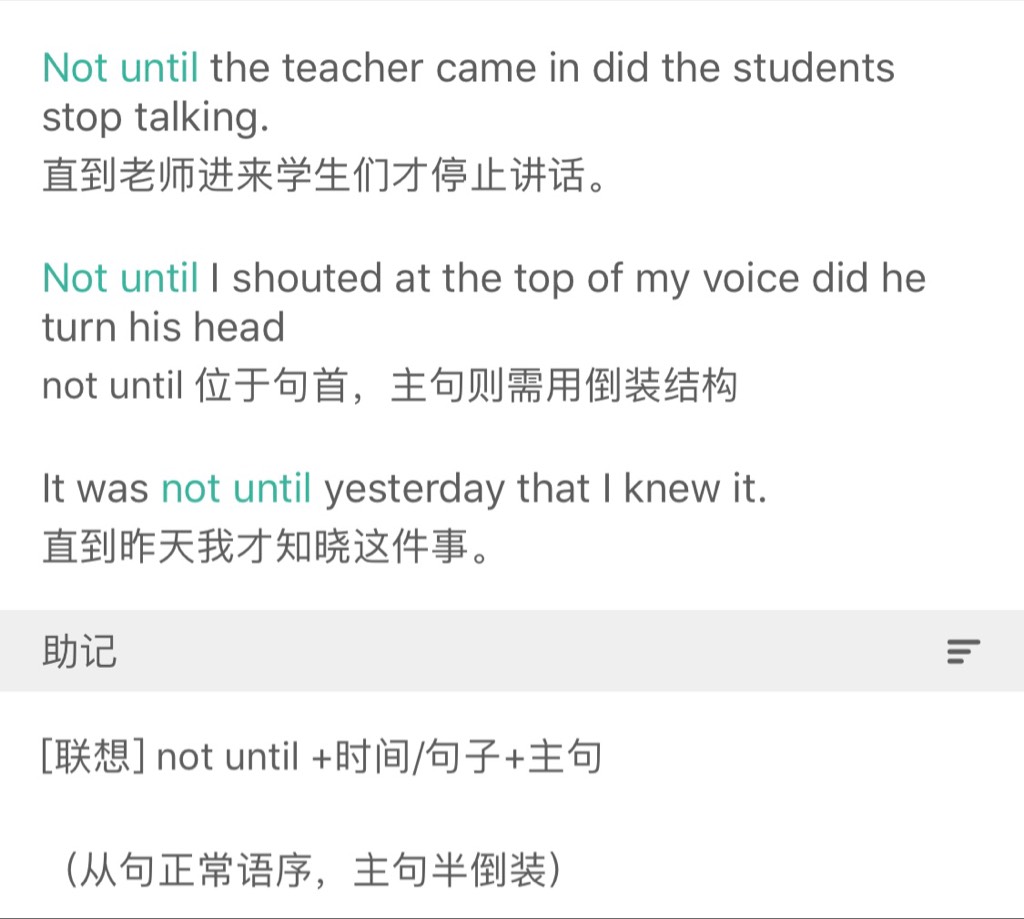 Not until the teacher came in did the students
stop talking.
直到老师进来学生们才停止讲话。
Not until I shouted at the top of my voice did he
turn his head
not until 位于句首，主句则需用倒装结构
It was not until yesterday that I knew it.
直到昨天我才知晓这件事。
助记
[联想] not until +时间/句子+主句
（从句正常语序，主句半倒装）